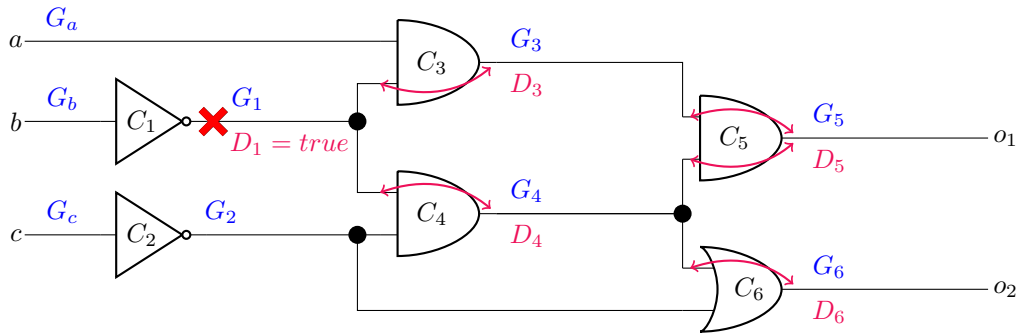 a G_a C_3 G_3
D_3
b G_b C_1 G_1
D_1 = true
C_5 G_5 o_1
D_5
c G_c C_2 G_2 C_4 G_4
D_4
C_6 G_6 o_2
D_6